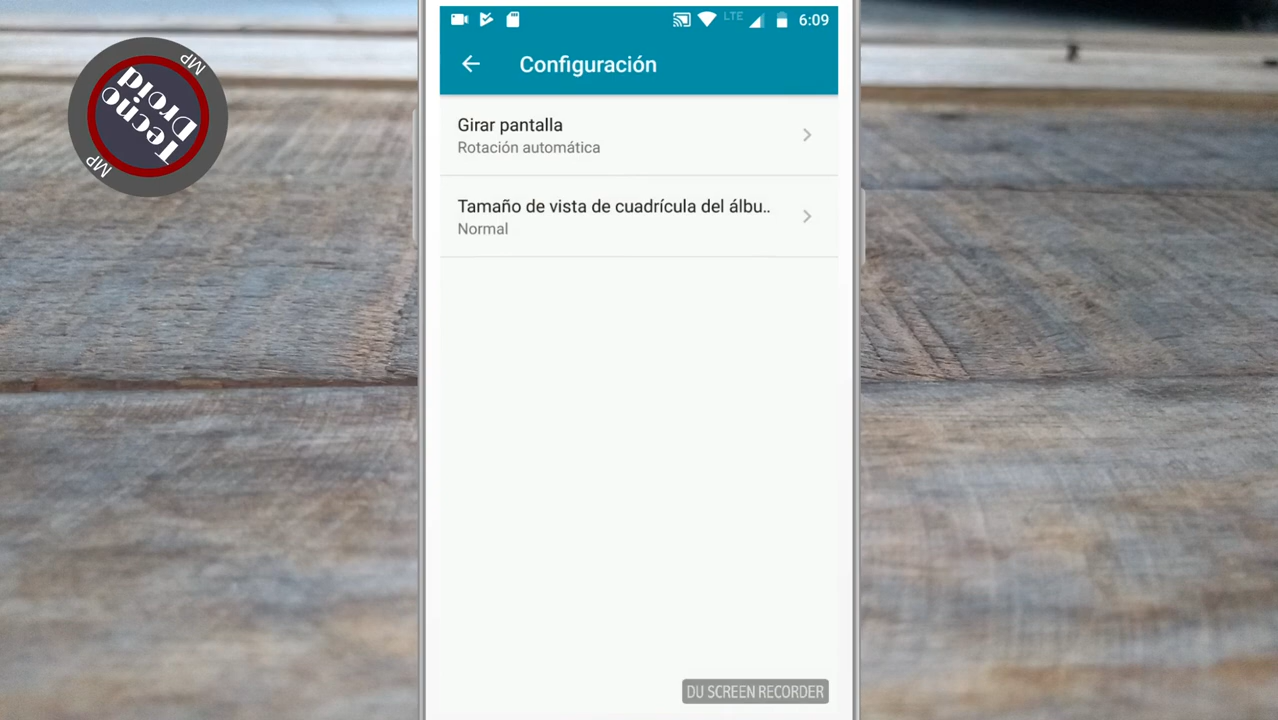 MP
Tecno
Droid
MP
LTE
6:09
Configuración
Girar pantalla
Rotación automática
Tamaño de vista de cuadrícula del álbu..
Normal
DU SCREEN RECORDER